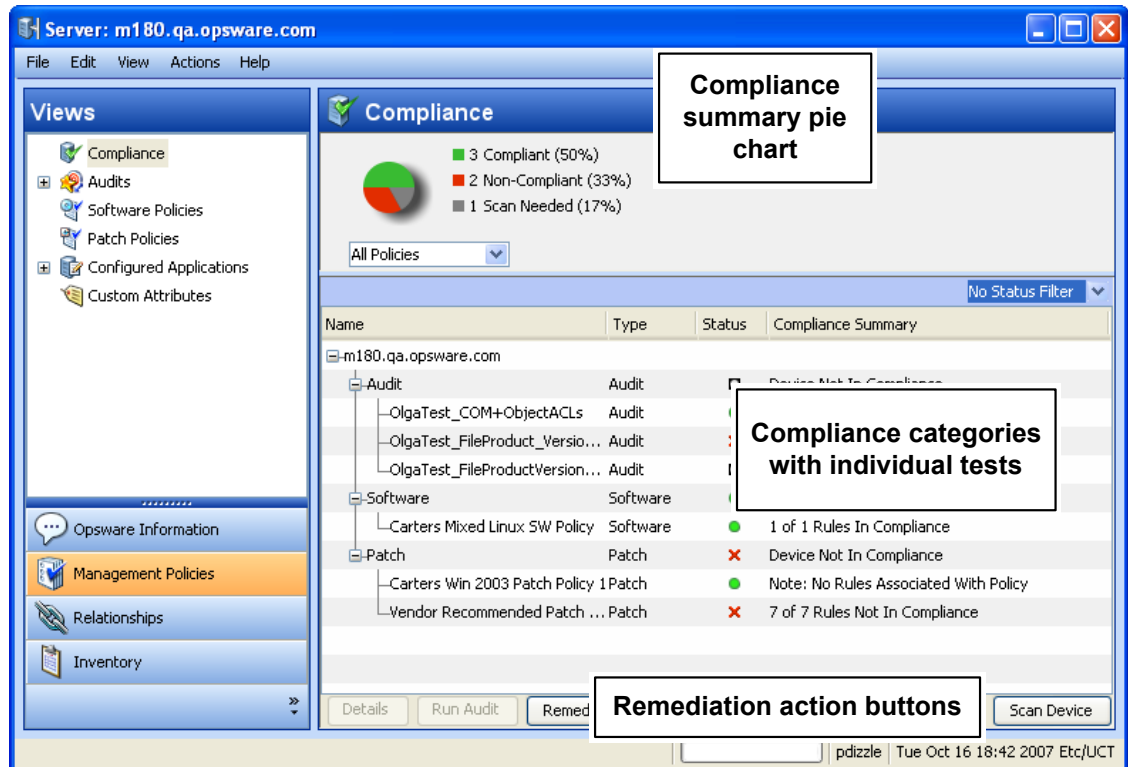 Server: m180.qa.opsware.com
File Edit View Actions Help
Views
Compliance
Audits
Software Policies
Patch Policies
Configured Applications
Custom Attributes
Opsware Information
Management Policies
Relationships
Inventory
Compliance
Compliance
summary pie
chart
3 Compliant (50%)
2 Non-Compliant (33%)
1 Scan Needed (17%)
All Policies
No Status Filter
Name Type Status Compliance Summary
m180.qa.opsware.com
Audit Audit Device Not In Compliance
OlgaTest_COM+ObjectACLs Audit
OlgaTest_FileProduct_Versio... Audit
OlgaTest_FileProductVersion... Audit
Compliance categories
with individual tests
Software Software
Carters Mixed Linux SW Policy Software 1 of 1 Rules In Compliance
Patch Patch Device Not In Compliance
Carters Win 2003 Patch Policy 1 Patch Note: No Rules Associated With Policy
Vendor Recommended Patch ... Patch 7 of 7 Rules Not In Compliance
Details Run Audit Remed Scan Device
Remediation action buttons
pdizzle Tue Oct 16 18:42 2007 Etc/UCT